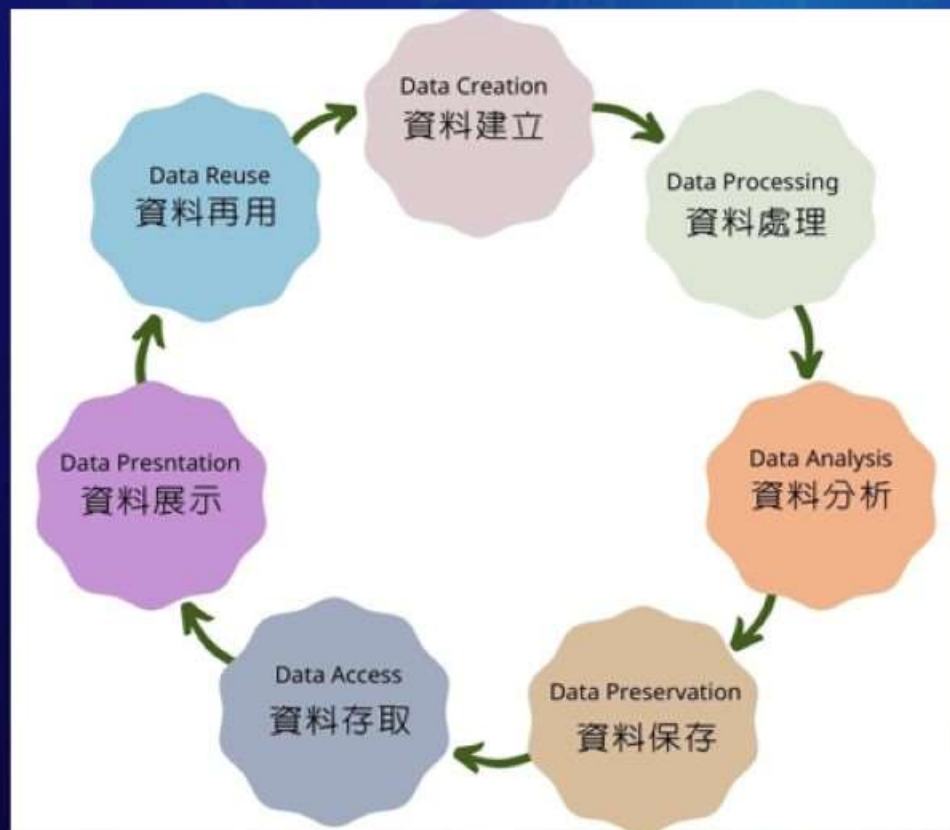 Data Creation
資料建立
Data Processing
資料處理
Data Analysis
資料分析
Data Preservation
資料保存
Data Access
資料存取
Data Presntation
資料展示
Data Reuse
資料再用